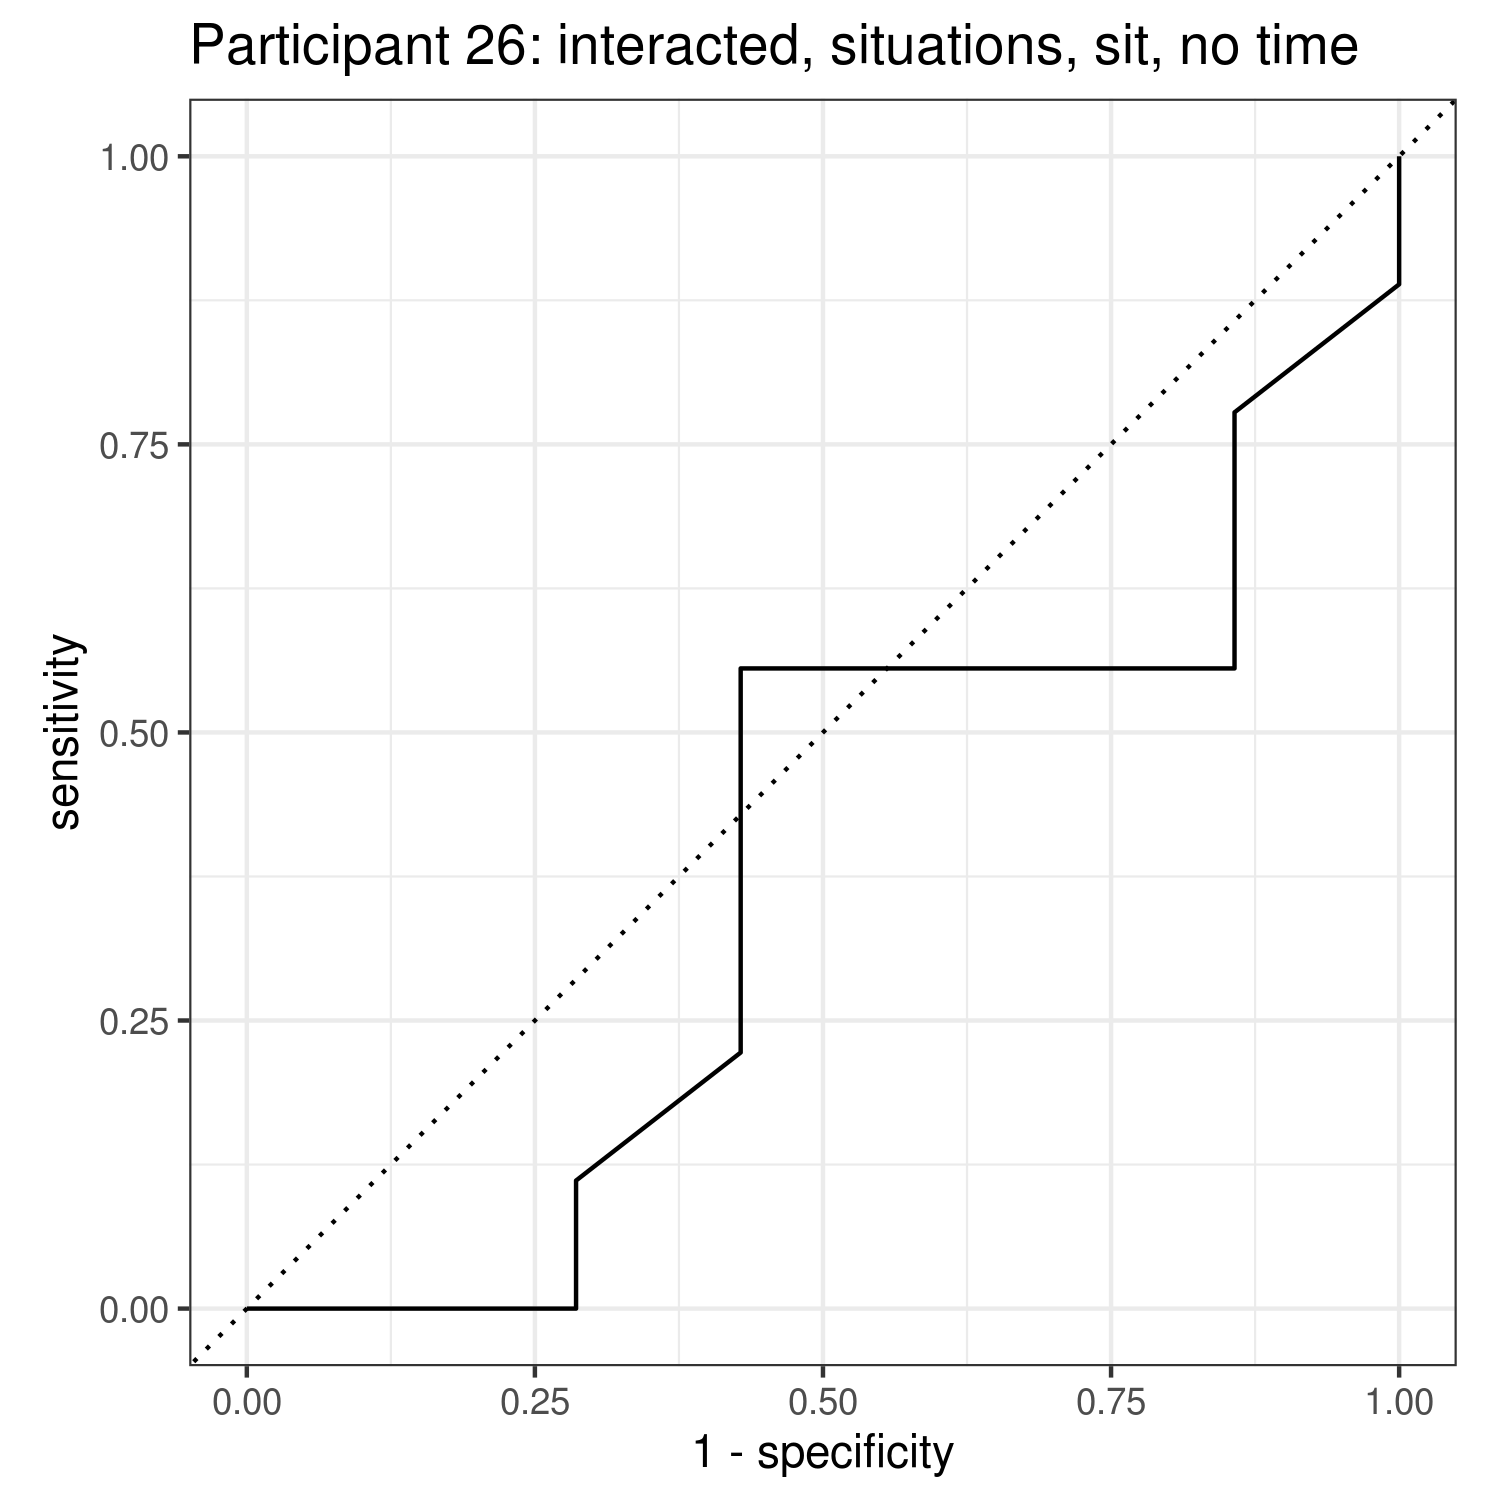 Participant 26: interacted, situations, sit, no time
1.00
0.75
0.50
0.25
0.00
sensitivity
0.00 0.25 0.50 0.75 1.00
1 - specificity